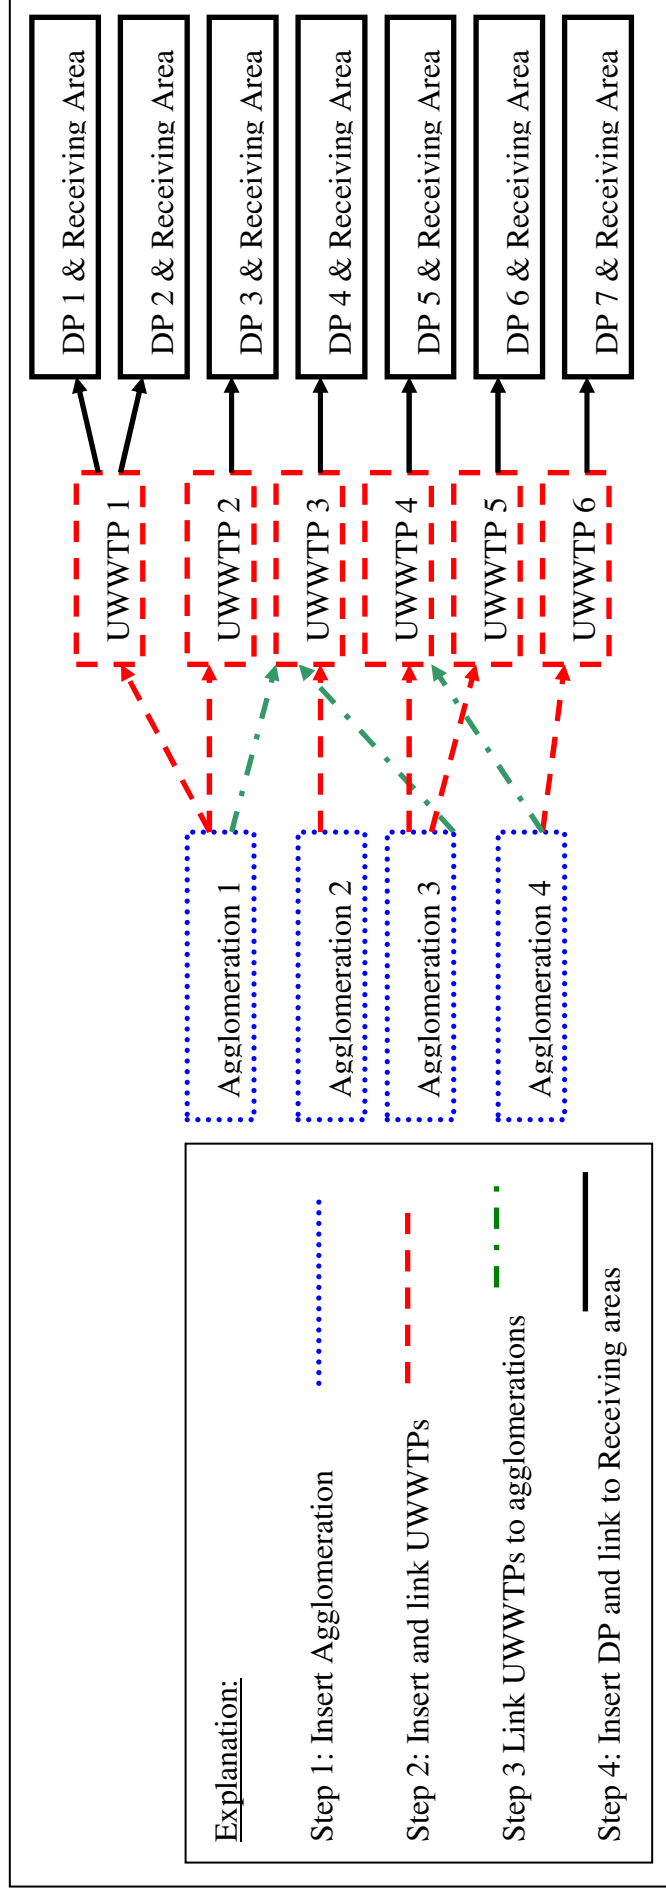 Explanation:
Step 1: Insert Agglomeration
Step 2: Insert and link UWWTPs
Step 3 Link UWWTPs to agglomerations
Step 4: Insert DP and link to Receiving areas
Agglomeration 1
Agglomeration 2
Agglomeration 3
Agglomeration 4
UWWTP 1
UWWTP 2
UWWTP 3
UWWTP 4
UWWTP 5
UWWTP 6
DP 1 & Receiving Area
DP 2 & Receiving Area
DP 3 & Receiving Area
DP 4 & Receiving Area
DP 5 & Receiving Area
DP 6 & Receiving Area
DP 7 & Receiving Area